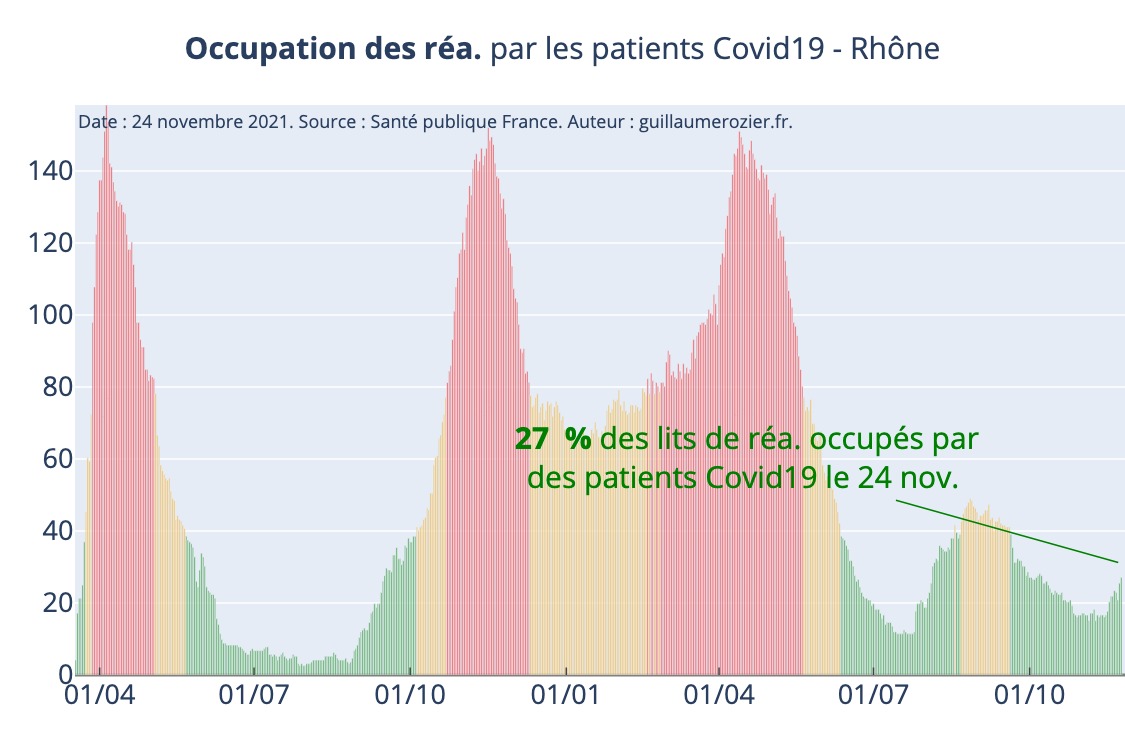 Occupation des réa. par les patients Covid19 - Rhône
Date : 24 novembre 2021. Source : Santé publique France. Auteur : guillaumerozier.fr.
140
120
100
80
60
40
20
0
27 % des lits de réa. occupés par
des patients Covid19 le 24 nov.
01/04 01/07 01/10 01/01 01/04 01/07 01/10